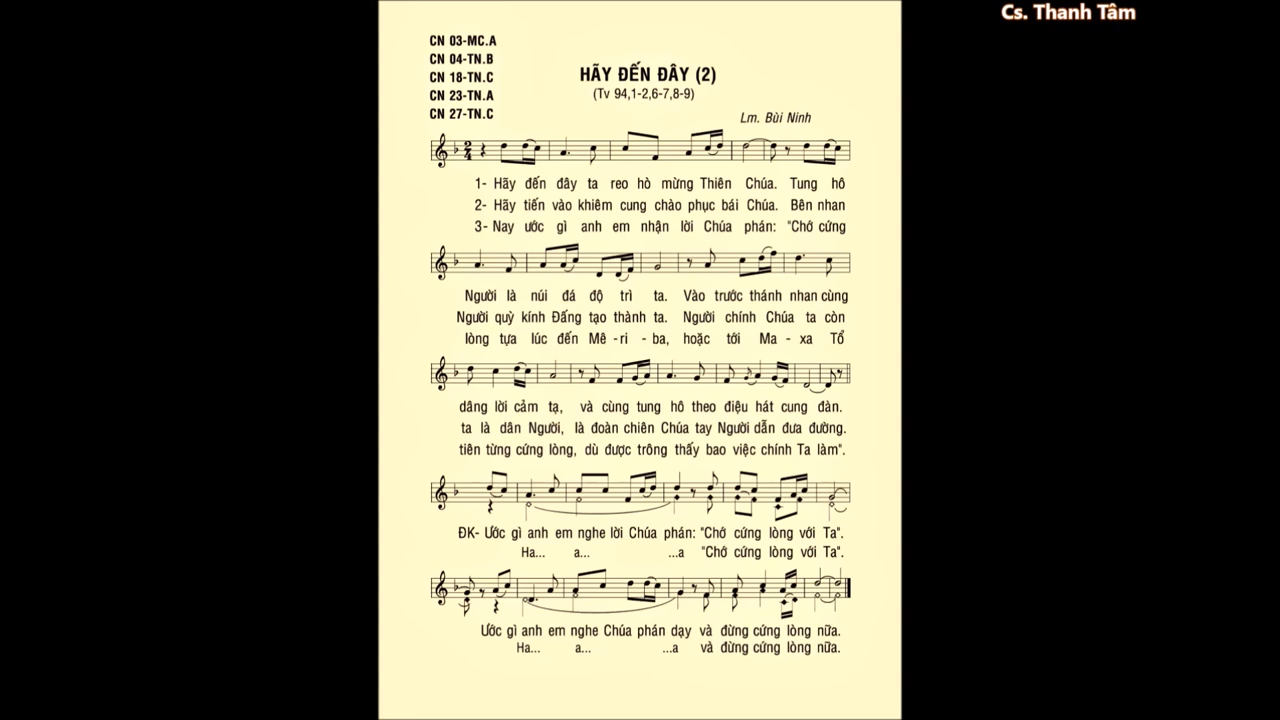 Cs. Thanh Tâm
CN 03-MC.A
CN 04-TN.B
CN 18-TN.C
CN 23-TN.A
CN 27-TN.C
HÃY ĐẾN ĐÂY (2)
(Tv 94,1-2,6-7,8-9)
Lm. Bùi Ninh
2
4
1- Hãy đến đây ta reo hò mừng Thiên Chúa. Tung hô
2- Hãy tiến vào khiêm cung chào phục bái Chúa. Bên nhan
3- Nay ước gì anh em nhận lời Chúa phán: "Chớ cứng
Người là núi đá độ trì ta. Vào trước thánh nhan cùng
Người quỳ kính Đấng tạo thành ta. Người chính Chúa ta còn
lòng tựa lúc đến Mê - ri - ba, hoặc tới Ma - xa Tổ
dâng lời cảm tạ, và cùng tung hô theo điệu hát cung đàn.
ta là dân Người, là đoàn chiên Chúa tay Người dẫn đưa đường.
tiên từng cứng lòng, dù được trông thấy bao việc chính Ta làm".
ĐK- Ước gì anh em nghe lời Chúa phán: "Chớ cứng lòng với Ta".
Ha... a... ...a "Chớ cứng lòng với Ta".
Ước gì anh em nghe Chúa phán dạy và đừng cứng lòng nữa.
Ha... a... ...a và đừng cứng lòng nữa.